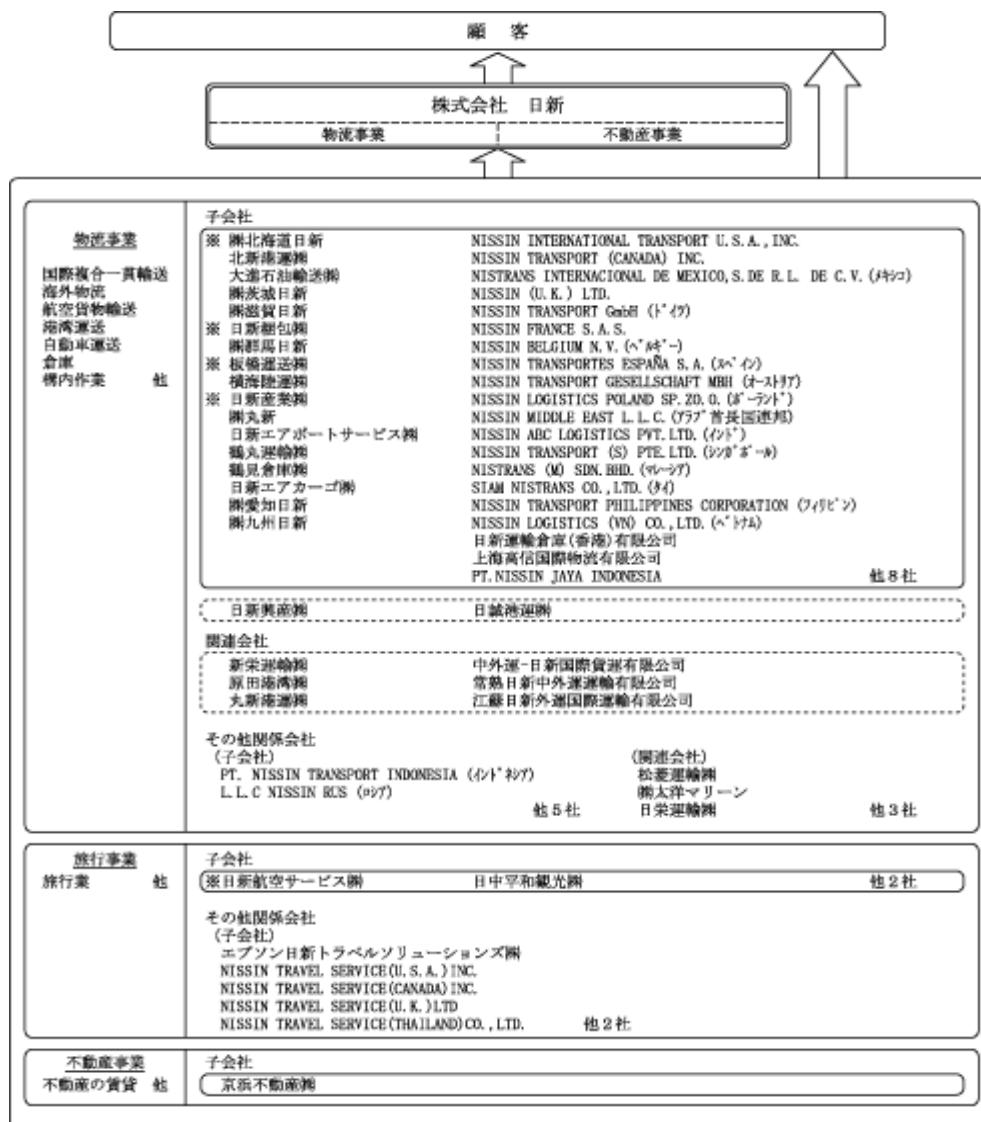 顧 客
株式会社 日新
物流事業 不動産事業
物流事業
国際複合一貫輸送
海外物流
航空貨物輸送
港湾運送
自動車運送
倉庫
構内作業 他
子会社
※ ㈱北海道日新 NISSIN INTERNATIONAL TRANSPORT U.S.A.,INC.
北新港運㈱ NISSIN TRANSPORT (CANADA) INC.
大進石油輸送㈱ NISTRANS INTERNACIONAL DE MEXICO,S.DE R.L. DE C.V.(ﾒｷｼｺ)
㈱茨城日新 NISSIN (U.K.) LTD.
㈱滋賀日新 NISSIN TRANSPORT GmbH (ﾄﾞｲﾂ)
※ 日新梱包㈱ NISSIN FRANCE S.A.S.
㈱群馬日新 NISSIN BELGIUM N.V.(ﾍﾞﾙｷﾞｰ)
※ 板橋運送㈱ NISSIN TRANSPORTES ESPAÑA S.A.(ｽﾍﾟｲﾝ)
横海陸運㈱ NISSIN TRANSPORT GESELLSCHAFT MBH (ｵｰｽﾄﾘｱ)
※ 日新産業㈱ NISSIN LOGISTICS POLAND SP.ZO.O.(ﾎﾟｰﾗﾝﾄﾞ)
㈱丸新 NISSIN MIDDLE EAST L.L.C.(ｱﾗﾌﾞ首長国連邦)
日新エアポートサービス㈱ NISSIN ABC LOGISTICS PVT.LTD.(ｲﾝﾄﾞ)
鶴丸運輸㈱ NISSIN TRANSPORT (S) PTE.LTD.(ｼﾝｶﾞﾎﾟｰﾙ)
鶴見倉庫㈱ NISTRANS (M) SDN.BHD.(ﾏﾚｰｼｱ)
日新エアカーゴ㈱ SIAM NISTRANS CO.,LTD.(ﾀｲ)
㈱愛知日新 NISSIN TRANSPORT PHILIPPINES CORPORATION (ﾌｨﾘﾋﾟﾝ)
㈱九州日新 NISSIN LOGISTICS (VN) CO.,LTD.(ﾍﾞﾄﾅﾑ)
日新運輸倉庫(香港)有限公司
上海高信国際物流有限公司
PT.NISSIN JAYA INDONESIA 他８社
日新興産㈱ 日誠港運㈱
関連会社
新栄運輸㈱ 中外運-日新国際貨運有限公司
原田港湾㈱ 常熟日新中外運運輸有限公司
丸新港運㈱ 江蘇日新外運国際運輸有限公司
その他関係会社
(子会社) (関連会社)
PT. NISSIN TRANSPORT INDONESIA (ｲﾝﾄﾞﾈｼｱ) 松菱運輸㈱
L.L.C NISSIN RUS (ﾛｼｱ) ㈱太洋マリーン
他５社 日栄運輸㈱ 他３社
旅行事業
旅行業 他
子会社
※日新航空サービス㈱ 日中平和観光㈱ 他２社
その他関係会社
(子会社)
エプソン日新トラベルソリューションズ㈱
NISSIN TRAVEL SERVICE(U.S.A.)INC.
NISSIN TRAVEL SERVICE(CANADA)INC.
NISSIN TRAVEL SERVICE(U.K.)LTD
NISSIN TRAVEL SERVICE(THAILAND)CO.,LTD. 他２社
不動産事業
不動産の賃貸 他
子会社
京浜不動産㈱